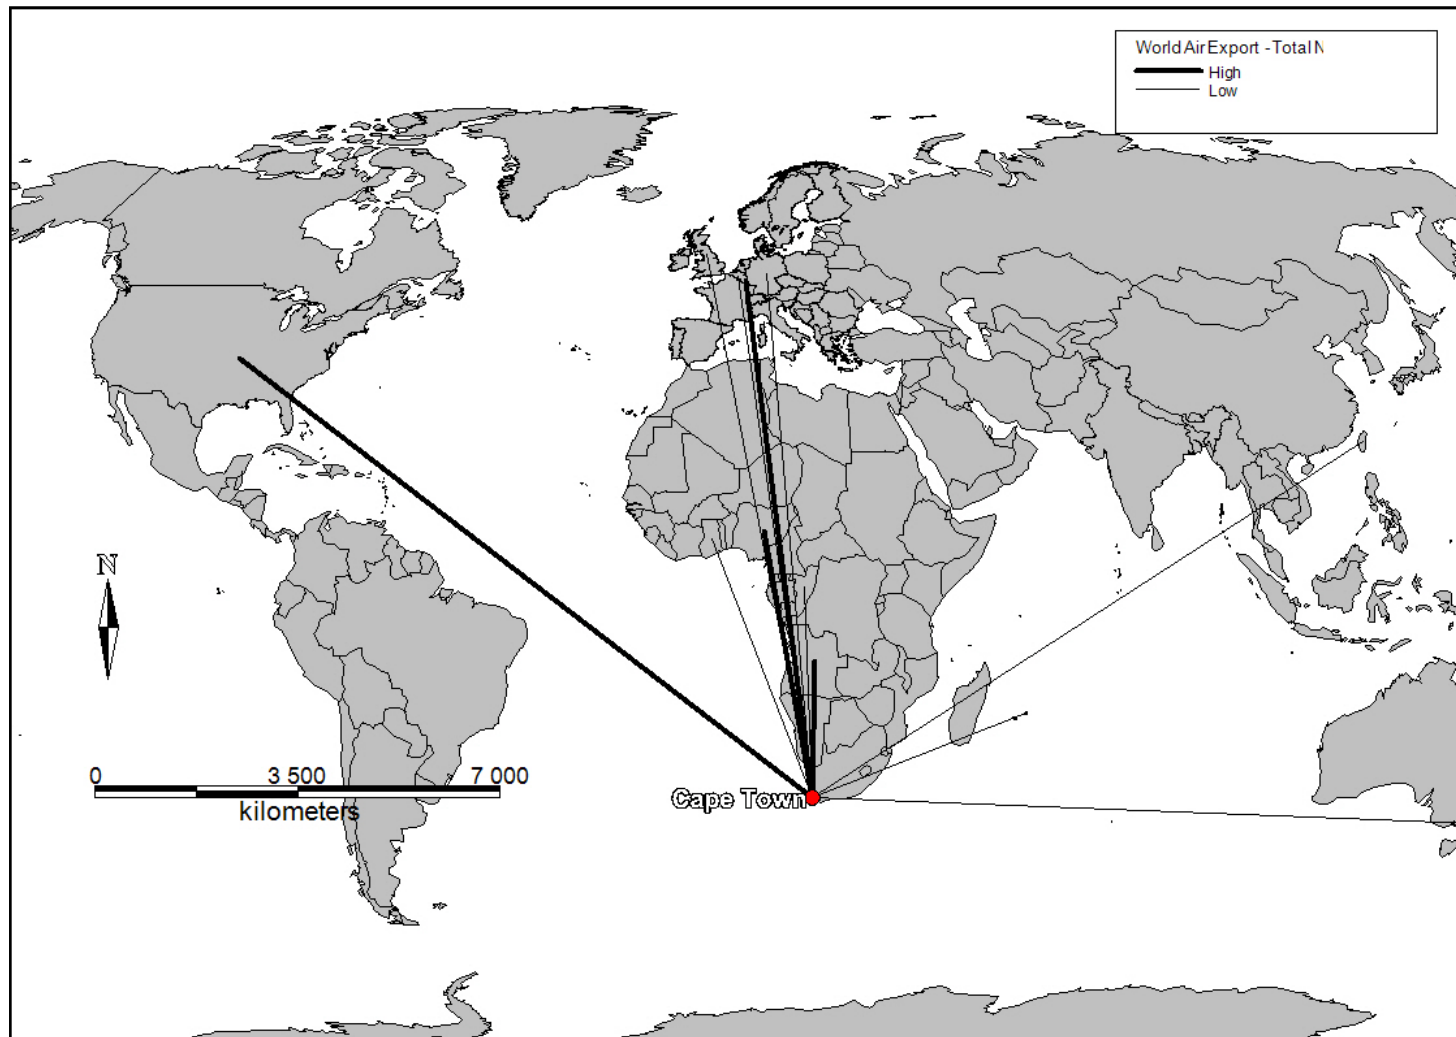 World Air Export - Total N
High
Low
N
0 3 500 7 000
kilometers
Cape Town